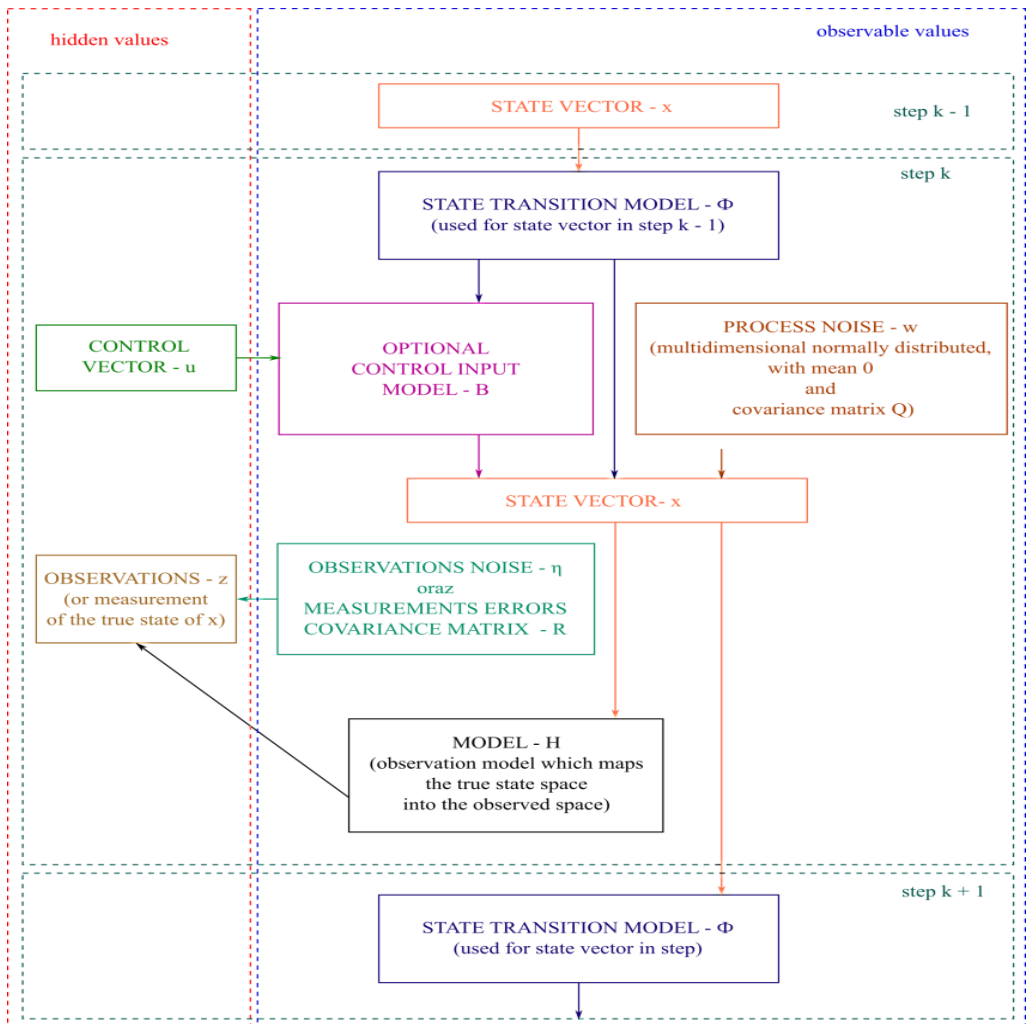 hidden values
observable values
STATE VECTOR - x
step k - 1
step k
STATE TRANSITION MODEL - Φ
(used for state vector in step k - 1)
CONTROL
VECTOR - u
OPTIONAL
CONTROL INPUT
MODEL - B
PROCESS NOISE - w
(multidimensional normally distributed,
with mean 0
and
covariance matrix Q)
STATE VECTOR- x
OBSERVATIONS - z
(or measurement
of the true state of x)
OBSERVATIONS NOISE - η
oraz
MEASUREMENTS ERRORS
COVARIANCE MATRIX - R
MODEL - H
(observation model which maps
the true state space
into the observed space)
step k + 1
STATE TRANSITION MODEL - Φ
(used for state vector in step)